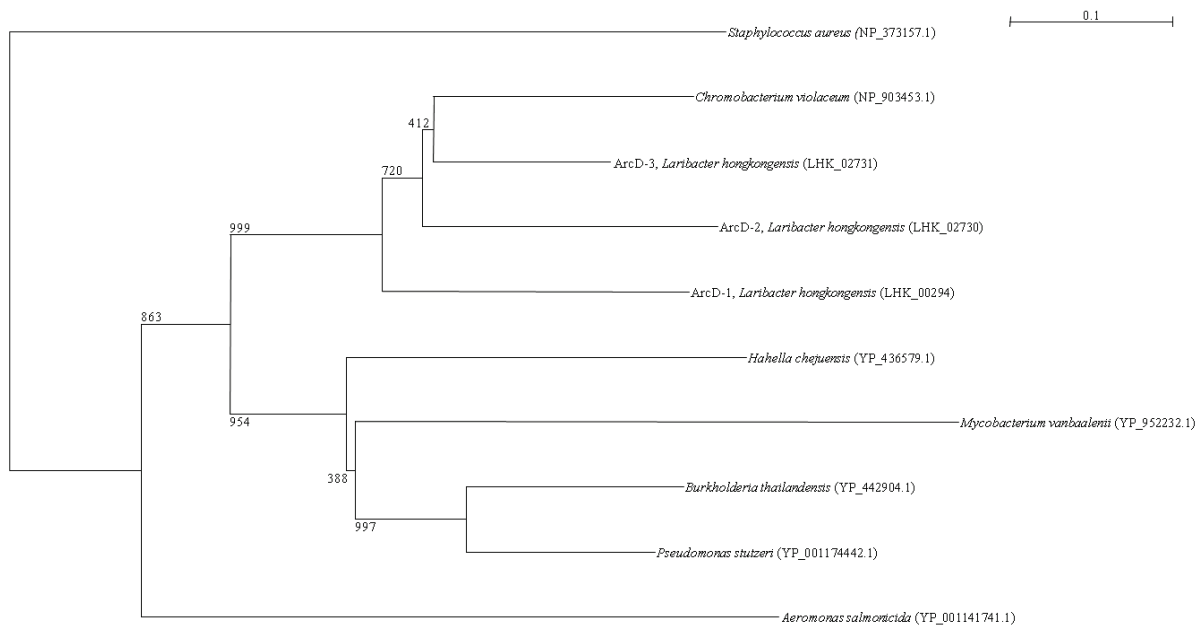 0.1
Staphylococcus aureus (NP_373157.1)
Chromobacterium violaceum (NP_903453.1)
412
ArcD-3, Laribacter hongkongensis (LHK_02731)
720
ArcD-2, Laribacter hongkongensis (LHK_02730)
999
ArcD-1, Laribacter hongkongensis (LHK_00294)
863
Hahella chejuensis (YP_436579.1)
954
Mycobacterium vanbaalenii (YP_952232.1)
388
Burkholderia thailandensis (YP_442904.1)
997
Pseudomonas stutzeri (YP_001174442.1)
Aeromonas salmonicida (YP_001141741.1)